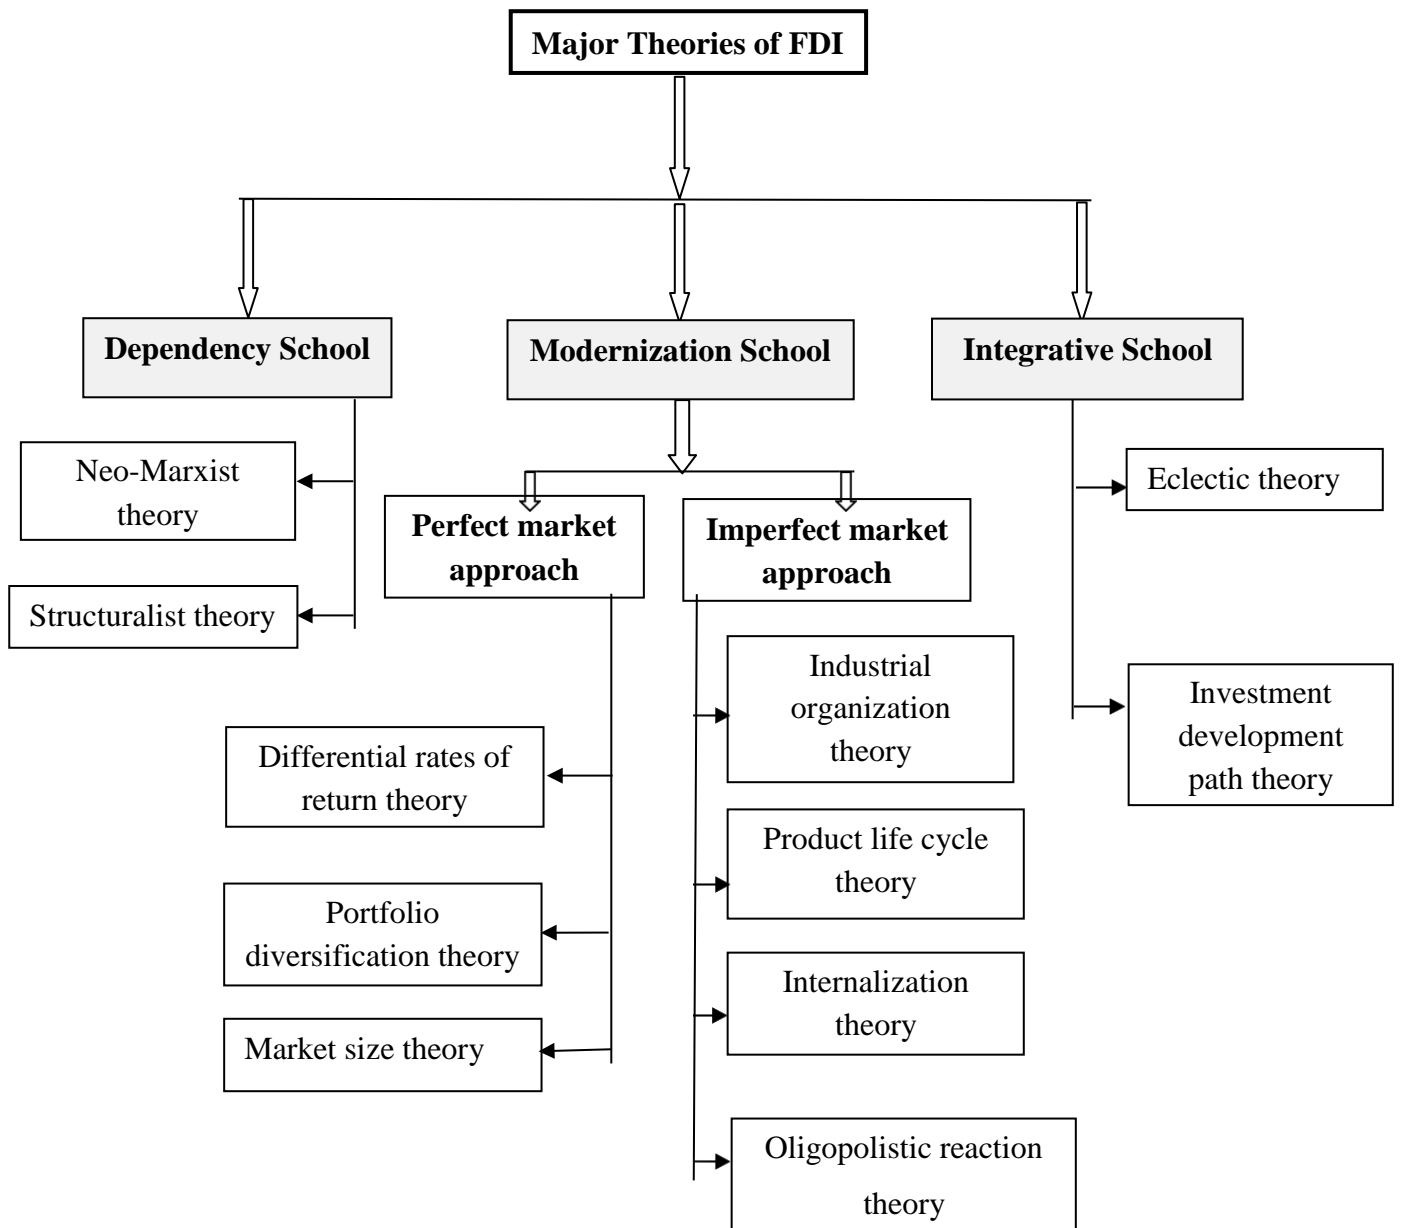 Major Theories of FDI
Dependency School
Modernization School
Integrative School
Neo-Marxist
theory
Structuralist theory
Perfect market
approach
Imperfect market
approach
Eclectic theory
Investment
development
path theory
Differential rates of
return theory
Portfolio
diversification theory
Market size theory
Industrial
organization
theory
Product life cycle
theory
Internalization
theory
Oligopolistic reaction
theory